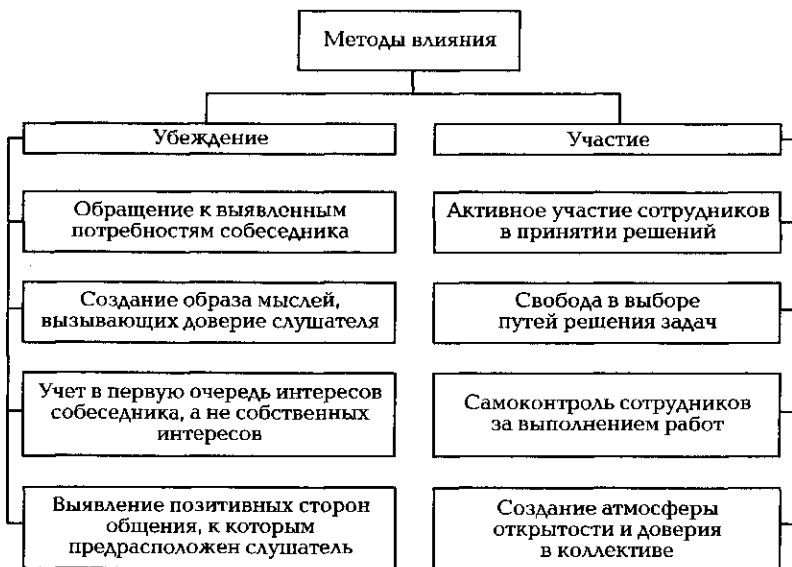 Методы влияния
Убеждение
Обращение к выявленным
потребностям собеседника
Создание образа мыслей,
вызывающих доверие слушателя
Учет в первую очередь интересов
собеседника, а не собственных
интересов
Выявление позитивных сторон
общения, к которым
предрасположен слушатель
Участие
Активное участие сотрудников
в принятии решений
Свобода в выборе
путей решения задач
Самоконтроль сотрудников
за выполнением работ
Создание атмосферы
открытости и доверия
в коллективе